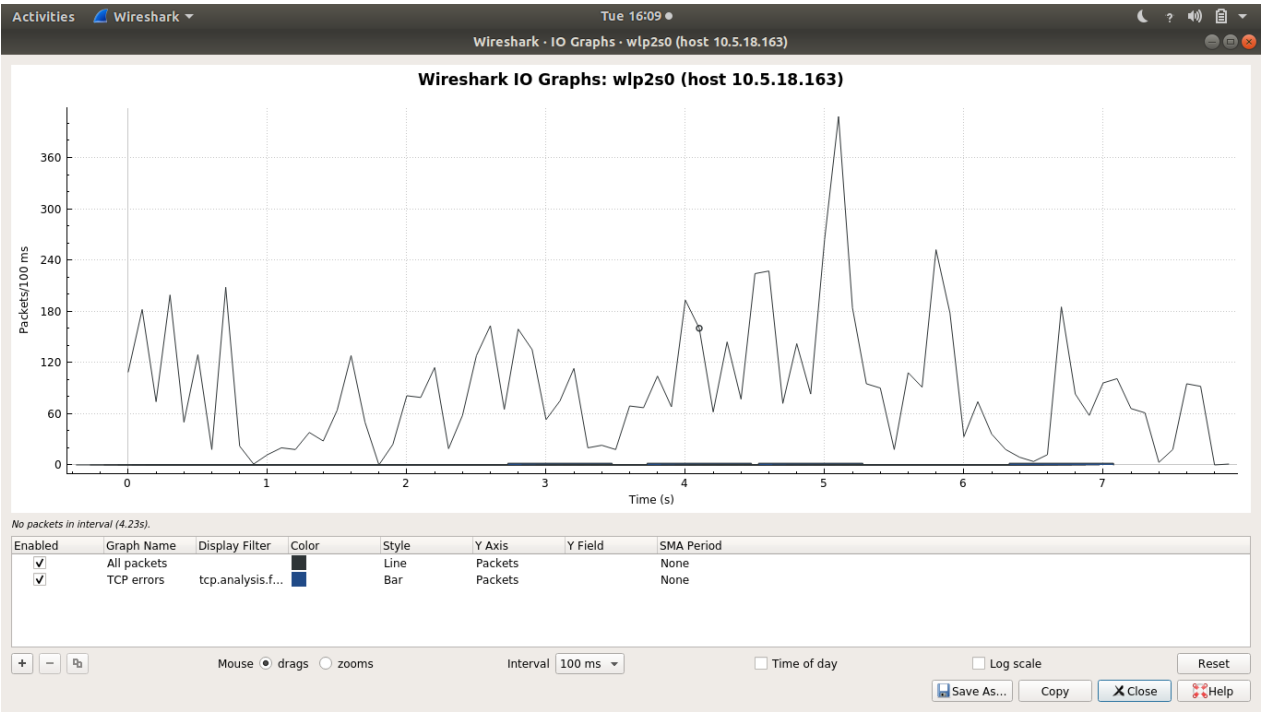 Activities Wireshark Tue 16:09
Wireshark · IO Graphs · wlp2s0 (host 10.5.18.163)
Wireshark IO Graphs: wlp2s0 (host 10.5.18.163)
360
300
240
180
120
60
0
Packets/100 ms
0 1 2 3 4 5 6 7
Time (s)
No packets in interval (4.23s).
Enabled Graph Name Display Filter Color Style Y Axis Y Field SMA Period
All packets Line Packets None
TCP errors tcp.analysis.f... Bar Packets None
Mouse drags zooms Interval 100 ms Time of day Log scale Reset
Save As... Copy Close Help